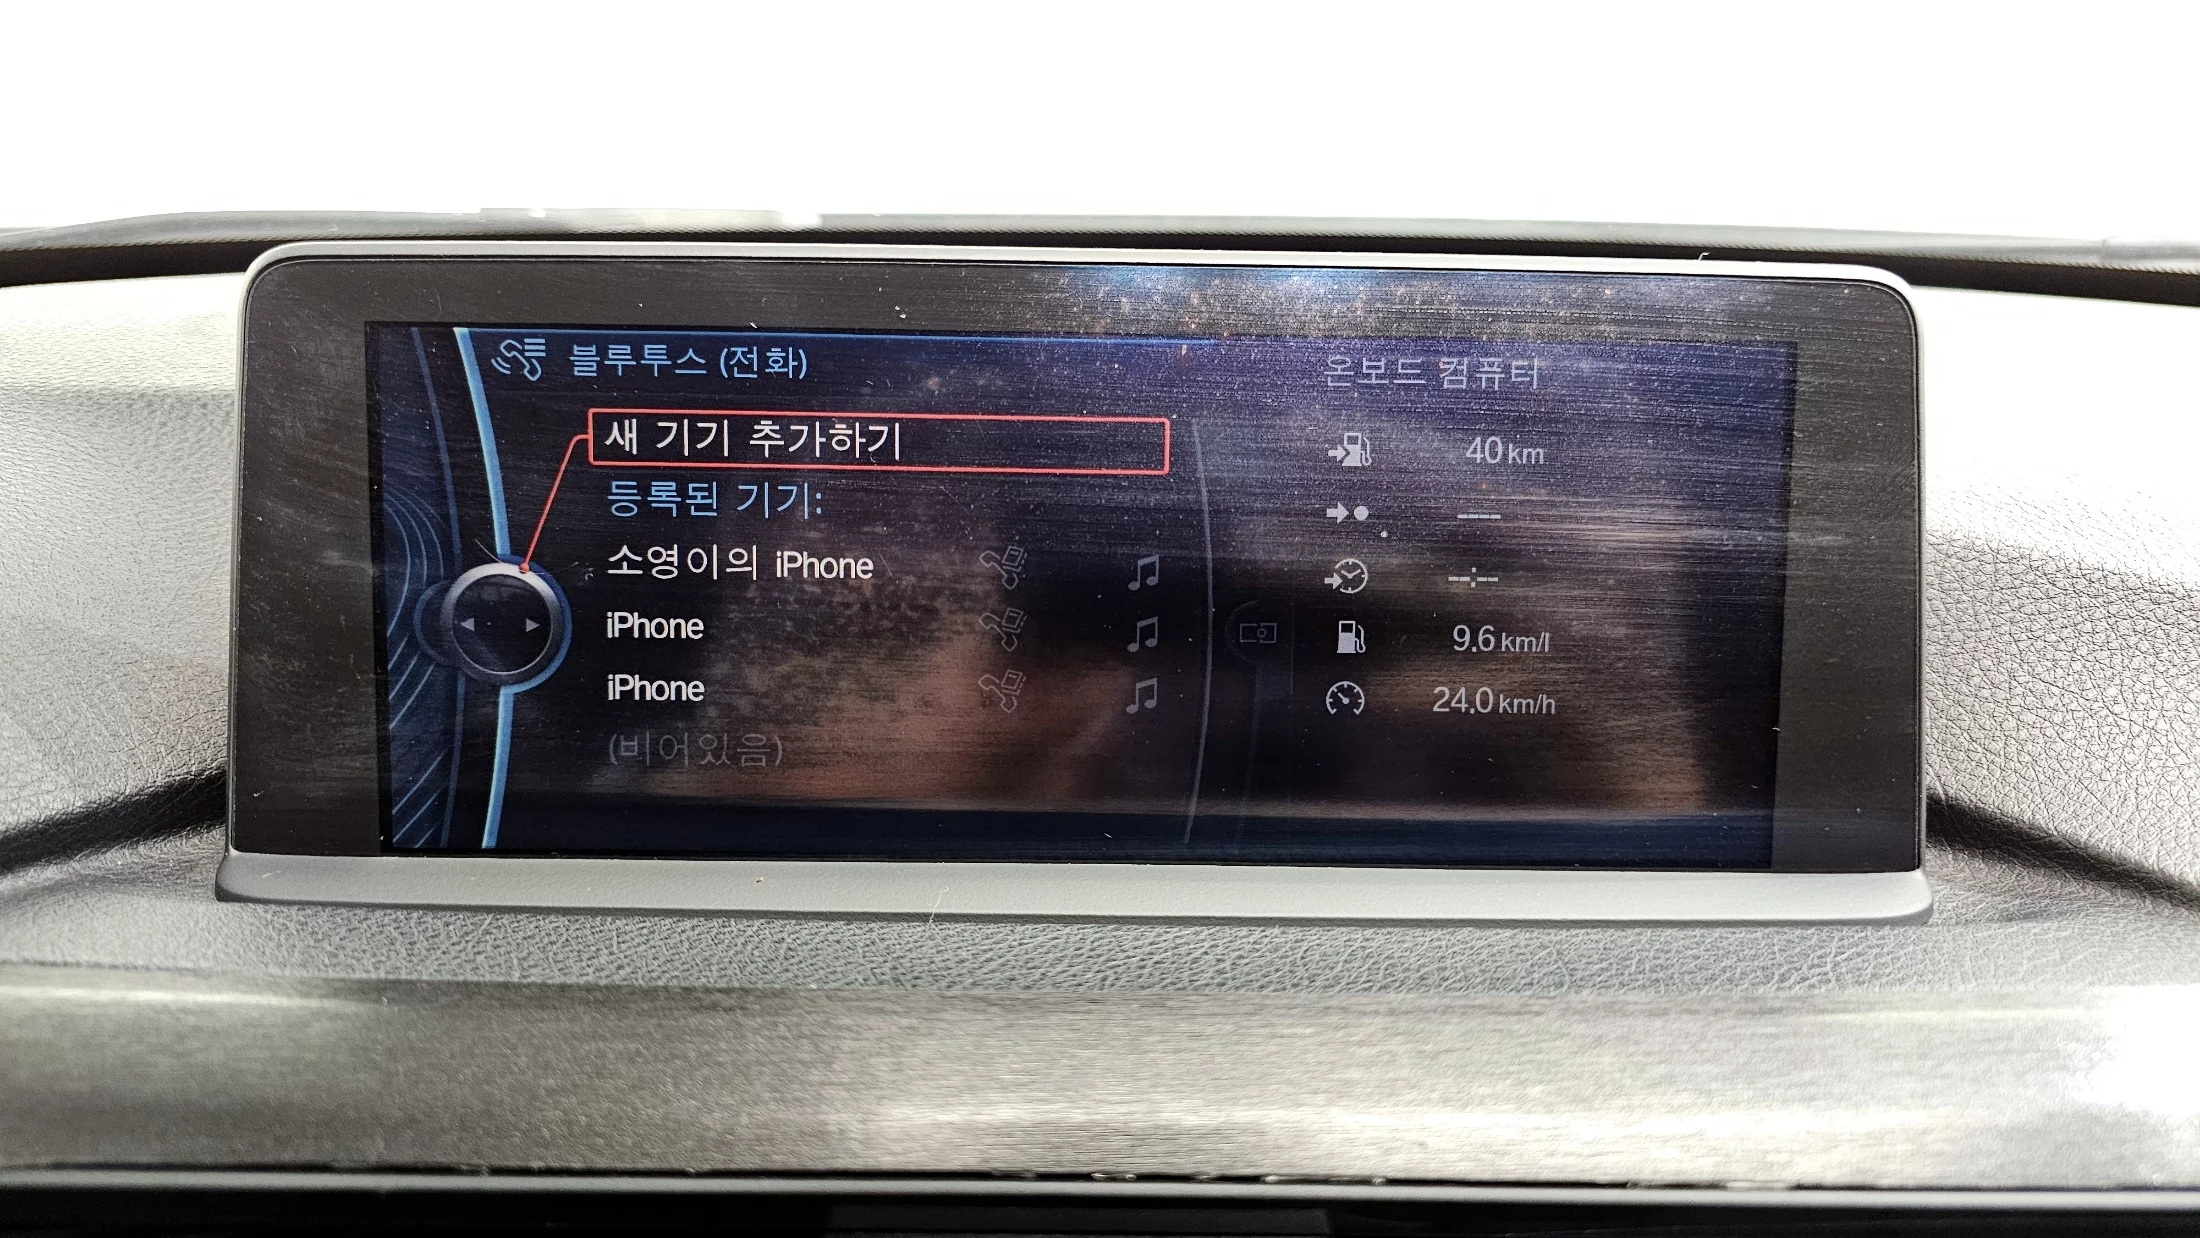 블루투스 (전화)
새 기기 추가하기
등록된 기기:
소영이의 iPhone
iPhone
iPhone
(비어있음)
온보드 컴퓨터
40 km
----
--:--
9.6 km/l
24.0 km/h